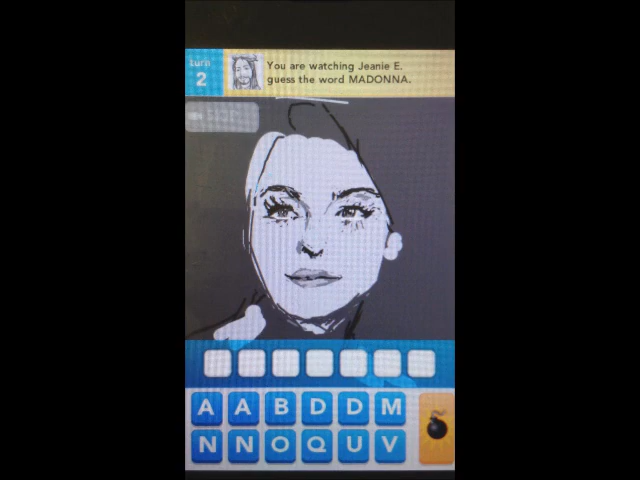 turn
2
You are watching Jeanie E.
guess the word MADONNA.
A A B D D M
N N O Q U V